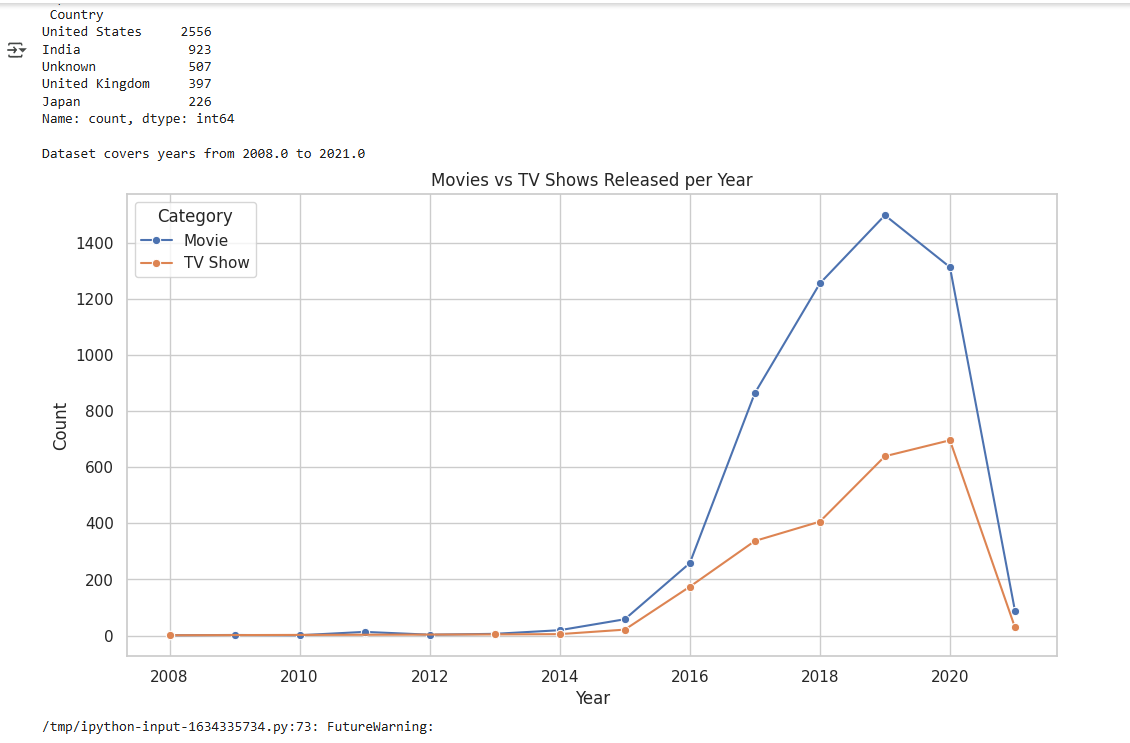 Country
United States     2556
India              923
Unknown            507
United Kingdom     397
Japan              226
Name: count, dtype: int64
Dataset covers years from 2008.0 to 2021.0
Movies vs TV Shows Released per Year
Category
Movie
TV Show
1400
1200
1000
800
600
400
200
0
Count
2008 2010 2012 2014 2016 2018 2020
Year
/tmp/ipython-input-1634335734.py:73: FutureWarning: